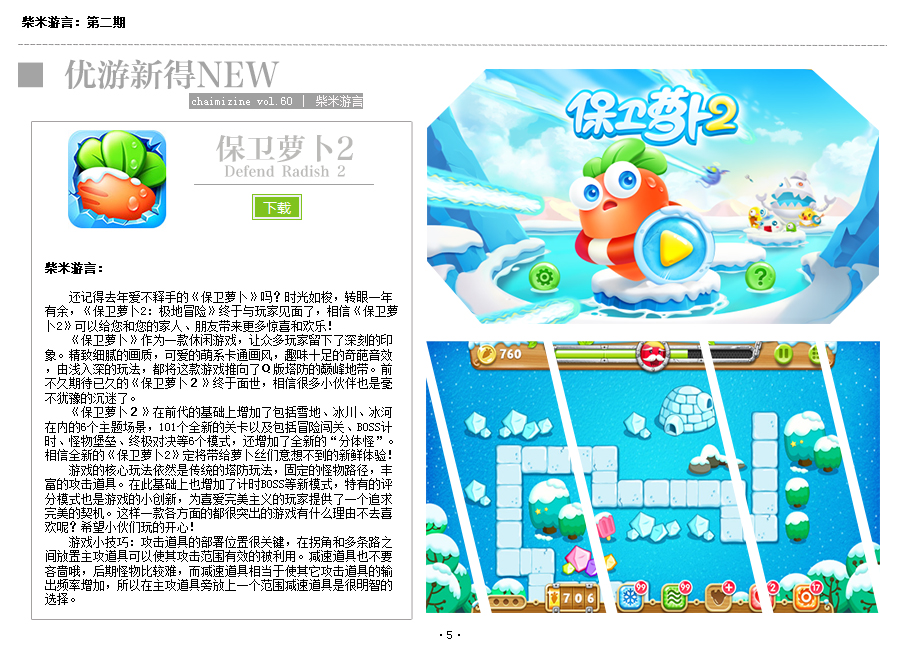 柴米游言：第二期
优游新得NEW
chaimizine vol.60 | 柴米游言
保卫萝卜2
Defend Radish 2
下载
柴米游言：
还记得去年爱不释手的《保卫萝卜》吗？时光如梭，转眼一年
有余，《保卫萝卜2：极地冒险》终于与玩家见面了，相信《保卫萝
卜2》可以给您和您的家人、朋友带来更多惊喜和欢乐！
《保卫萝卜》作为一款休闲游戏，让众多玩家留下了深刻的印
象。精致细腻的画质，可爱的萌系卡通画风，趣味十足的奇葩音效
，由浅入深的玩法，都将这款游戏推向了Q版塔防的巅峰地带。前
不久期待已久的《保卫萝卜２》终于面世，相信很多小伙伴也是毫
不犹豫的沉迷了。
《保卫萝卜２》在前代的基础上增加了包括雪地、冰川、冰河
在内的6个主题场景，101个全新的关卡以及包括冒险闯关、BOSS计
时、怪物堡垒、终极对决等6个模式，还增加了全新的“分体怪”。
相信全新的《保卫萝卜2》定将带给萝卜丝们意想不到的新鲜体验！
游戏的核心玩法依然是传统的塔防玩法，固定的怪物路径，丰
富的攻击道具。在此基础上也增加了计时BOSS等新模式，特有的评
分模式也是游戏的小创新，为喜爱完美主义的玩家提供了一个追求
完美的契机。这样一款各方面的都很突出的游戏有什么理由不去喜
欢呢？希望小伙们玩的开心！
游戏小技巧：攻击道具的部署位置很关键，在拐角和多条路之
间放置主攻道具可以使其攻击范围有效的被利用。减速道具也不要
吝啬哦，后期怪物比较难，而减速道具相当于使其它攻击道具的输
出频率增加，所以在主攻道具旁放上一个范围减速道具是很明智的
选择。
保卫萝卜2
?
760
706
99
99
+
2
17
·5·